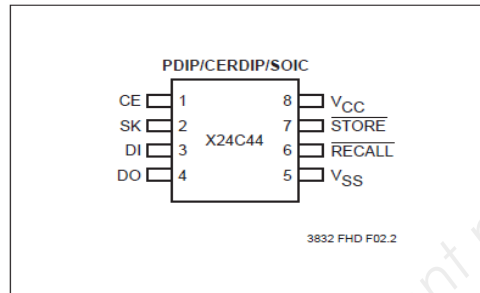 PDIP/CERDIP/SOIC
CE 1 8 VCC
SK 2 X24C44 7 STORE
DI 3 6 RECALL
DO 4 5 VSS
3832 FHD F02.2